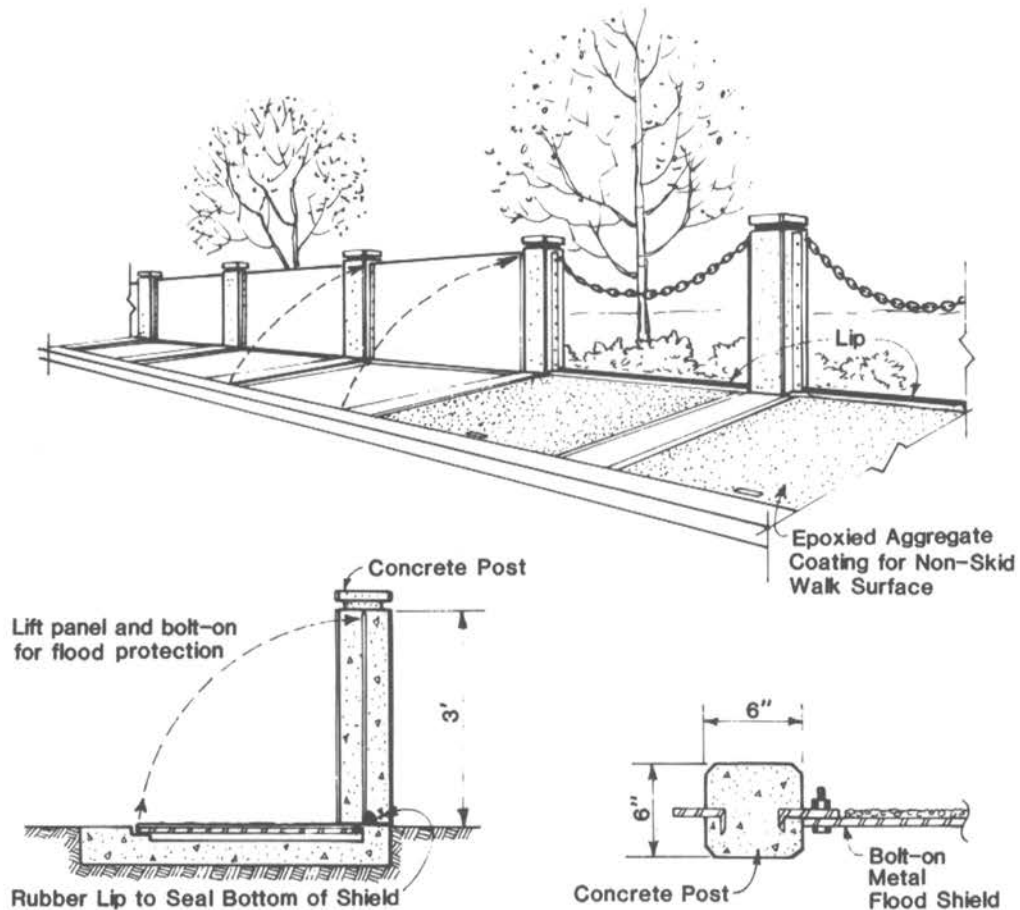 Lip
Epoxied Aggregate
Coating for Non-Skid
Walk Surface
Concrete Post
Lift panel and bolt-on
for flood protection
3'
Rubber Lip to Seal Bottom of Shield
6"
6"
Concrete Post
Bolt-on
Metal
Flood Shield